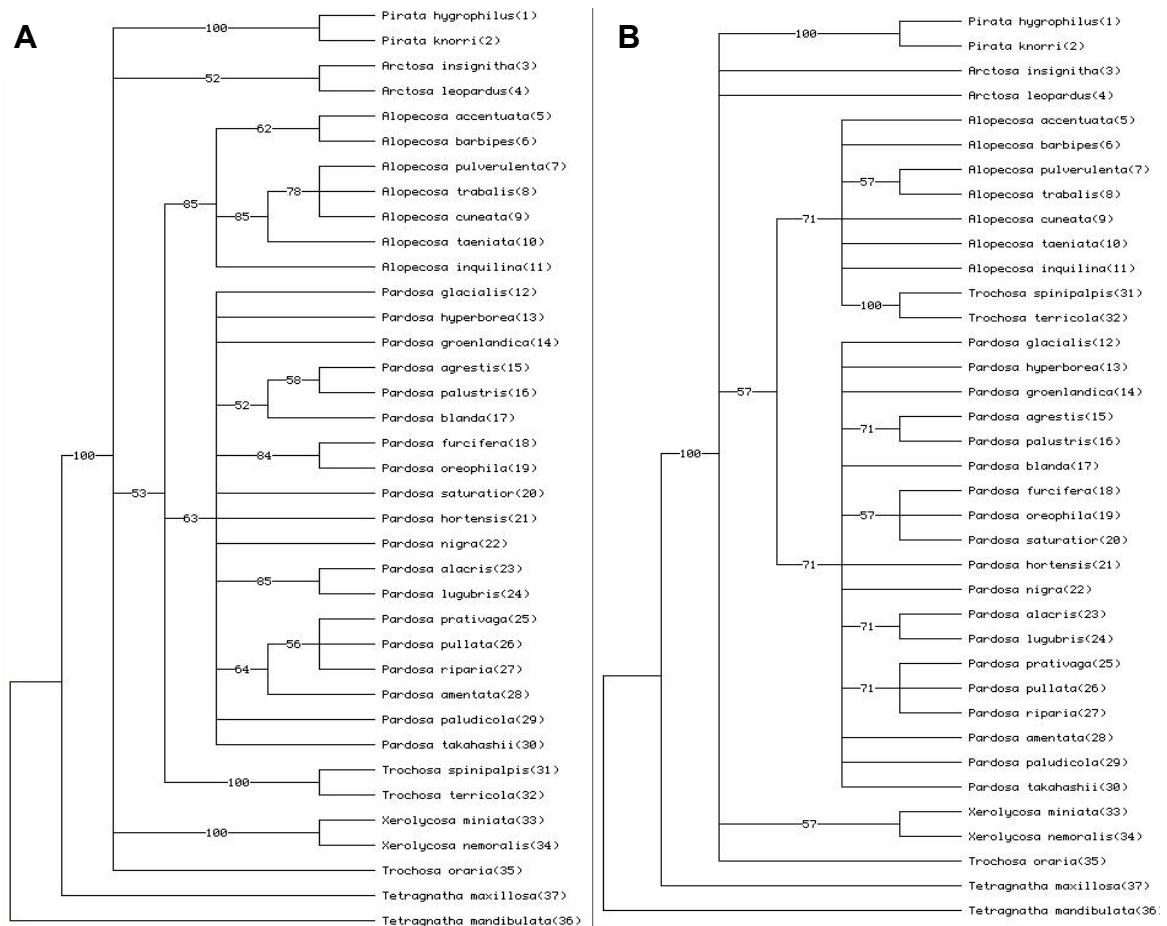 A
Pirata hygrophilus(1)
100
Pirata knorri(2)
Arctosa insignitha(3)
52
Arctosa leopardus(4)
Alopecosa accentuata(5)
62
Alopecosa barbipes(6)
Alopecosa pulverulenta(7)
78
Alopecosa trabalis(8)
85
85
Alopecosa cuneata(9)
Alopecosa taeniata(10)
Alopecosa inquilina(11)
Pardosa glacialis(12)
Pardosa hyperborea(13)
Pardosa groenlandica(14)
Pardosa agrestis(15)
58
Pardosa palustris(16)
52
Pardosa blanda(17)
Pardosa furcifera(18)
100
84
Pardosa oreophila(19)
53
Pardosa saturatior(20)
63
Pardosa hortensis(21)
Pardosa nigra(22)
Pardosa alacris(23)
85
Pardosa lugubris(24)
Pardosa prativaga(25)
56
Pardosa pullata(26)
64
Pardosa riparia(27)
Pardosa amentata(28)
Pardosa paludicola(29)
Pardosa takahashii(30)
Trochosa spinipalpis(31)
100
Trochosa terricola(32)
Xerolycosa miniata(33)
100
Xerolycosa nemoralis(34)
Trochosa oraria(35)
Tetragnatha maxillosa(37)
Tetragnatha mandibulata(36)
B
Pirata hygrophilus(1)
100
Pirata knorri(2)
Arctosa insignitha(3)
Arctosa leopardus(4)
Alopecosa accentuata(5)
Alopecosa barbipes(6)
Alopecosa pulverulenta(7)
57
Alopecosa trabalis(8)
71
Alopecosa cuneata(9)
Alopecosa taeniata(10)
Alopecosa inquilina(11)
Trochosa spinipalpis(31)
100
Trochosa terricola(32)
Pardosa glacialis(12)
Pardosa hyperborea(13)
57
Pardosa groenlandica(14)
Pardosa agrestis(15)
71
Pardosa palustris(16)
100
Pardosa blanda(17)
Pardosa furcifera(18)
57
Pardosa oreophila(19)
Pardosa saturatior(20)
71
Pardosa hortensis(21)
Pardosa nigra(22)
Pardosa alacris(23)
71
Pardosa lugubris(24)
Pardosa prativaga(25)
71
Pardosa pullata(26)
Pardosa riparia(27)
Pardosa amentata(28)
Pardosa paludicola(29)
Pardosa takahashii(30)
Xerolycosa miniata(33)
57
Xerolycosa nemoralis(34)
Trochosa oraria(35)
Tetragnatha maxillosa(37)
Tetragnatha mandibulata(36